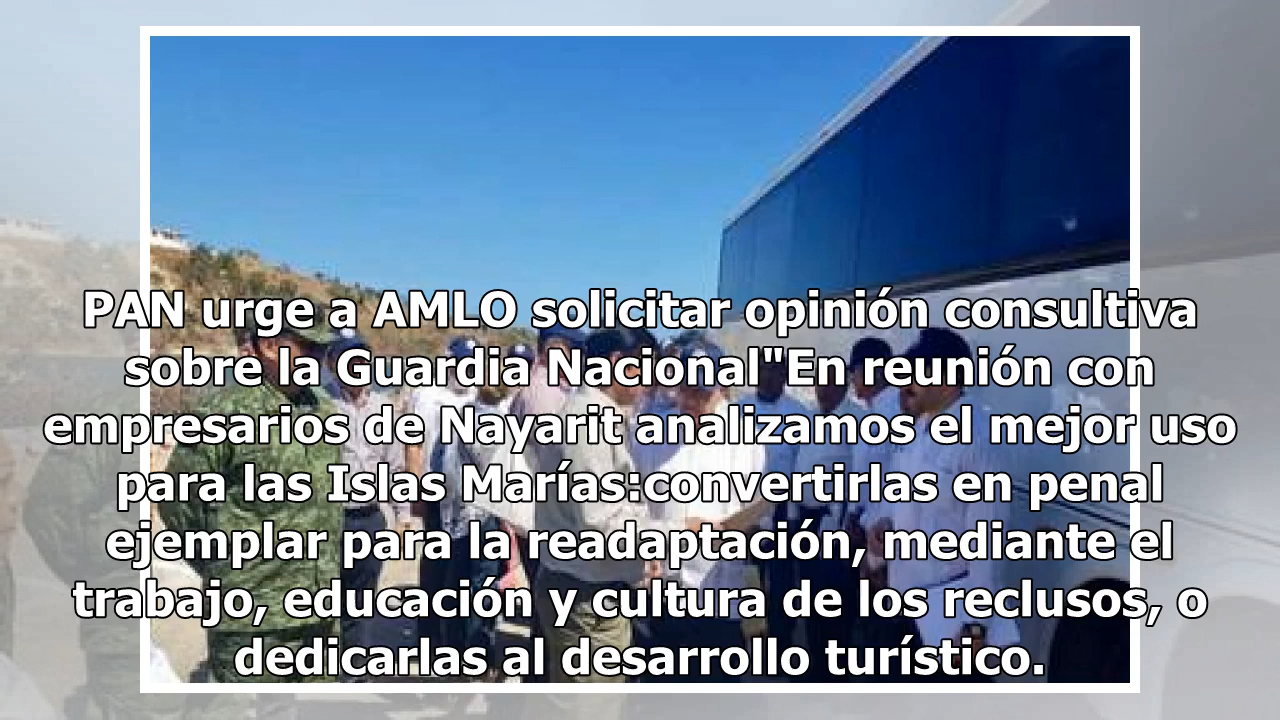 PAN urge a AMLO solicitar opinión consultiva
sobre la Guardia Nacional"En reunión con
empresarios de Nayarit analizamos el mejor uso
para las Islas Marías:convertirlas en penal
ejemplar para la readaptación, mediante el
trabajo, educación y cultura de los reclusos, o
dedicarlas al desarrollo turístico.